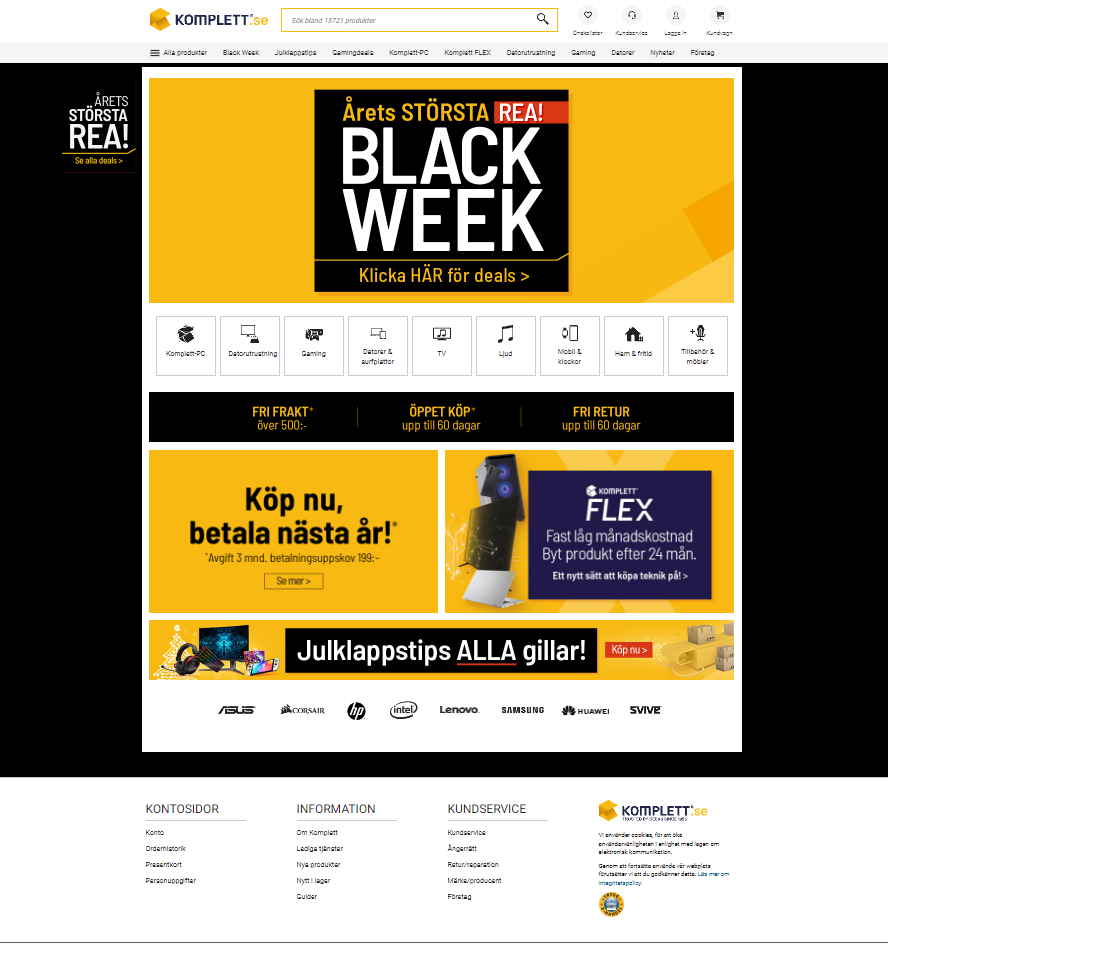 KOMPLETT.se
Sök bland 13721 produkter
Önskelistor
Kundservice
Logga in
Kundvagn
Alla produkter
Black Week
Julklappstips
Gamingdeals
Komplett-PC
Komplett FLEX
Datorutrustning
Gaming
Datorer
Nyheter
Företag
ÅRETS
STÖRSTA
REA!
Se alla deals >
Årets STÖRSTA REA!
BLACK
WEEK
Klicka HÄR för deals >
Komplett-PC
Datorutrustning
Gaming
Datorer &
surfplattor
TV
Ljud
Mobil &
klockor
Hem & fritid
Tillbehör &
möbler
FRI FRAKT*
över 500:-
ÖPPET KÖP*
upp till 60 dagar
FRI RETUR
upp till 60 dagar
Köp nu,
betala nästa år!*
*Avgift 3 mnd. betalningsuppskov 199:-
Se mer >
KOMPLETT
FLEX
Fast låg månadskostnad
Byt produkt efter 24 mån.
Ett nytt sätt att köpa teknik på! >
Julklappstips ALLA gillar!
Köp nu >
ASUS
CORSAIR
hp
intel
Lenovo
SAMSUNG
HUAWEI
SVIVE
KONTOSIDOR
Konto
Orderhistorik
Presentkort
Personuppgifter
INFORMATION
Om Komplett
Lediga tjänster
Nya produkter
Nytt i lager
Guider
KUNDSERVICE
Kundservice
Ångerrätt
Retur/reparation
Märke/producent
Företag
KOMPLETT.se
TRUSTED BY GEEKS SINCE 1996
Vi använder cookies, för att öka
användarvänligheten i enlighet med lagen om
elektronisk kommunikation.
Genom att fortsätta använda vår webplats
förutsätter vi att du godkänner detta. Läs mer om
integritetspolicy.
TRYGG
E-HANDEL